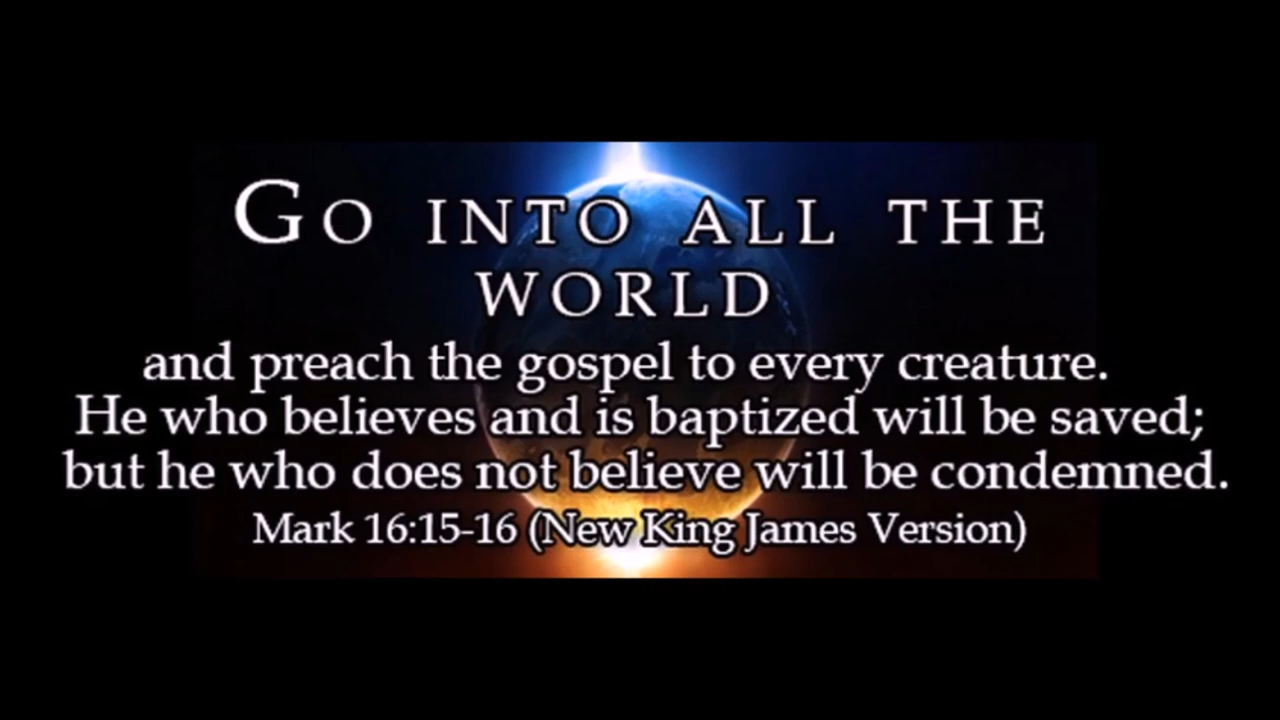 Go into all the
world
and preach the gospel to every creature.
He who believes and is baptized will be saved;
but he who does not believe will be condemned.
Mark 16:15-16 (New King James Version)